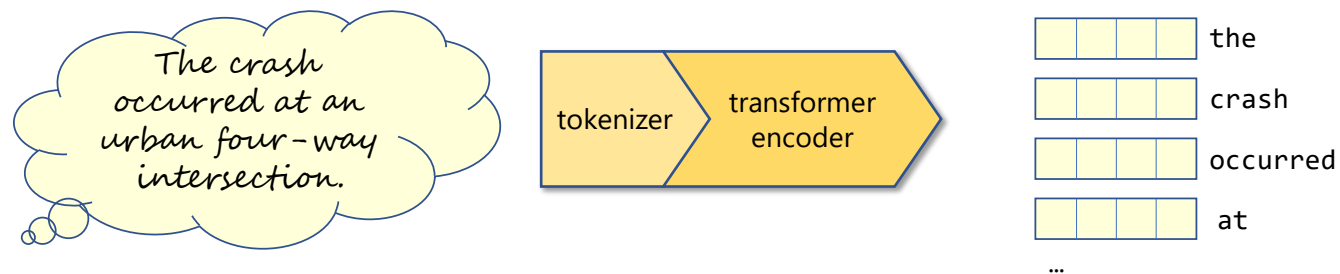 The crash
occurred at an
urban four-way
intersection.
tokenizer
transformer
encoder
the
crash
occurred
at
…